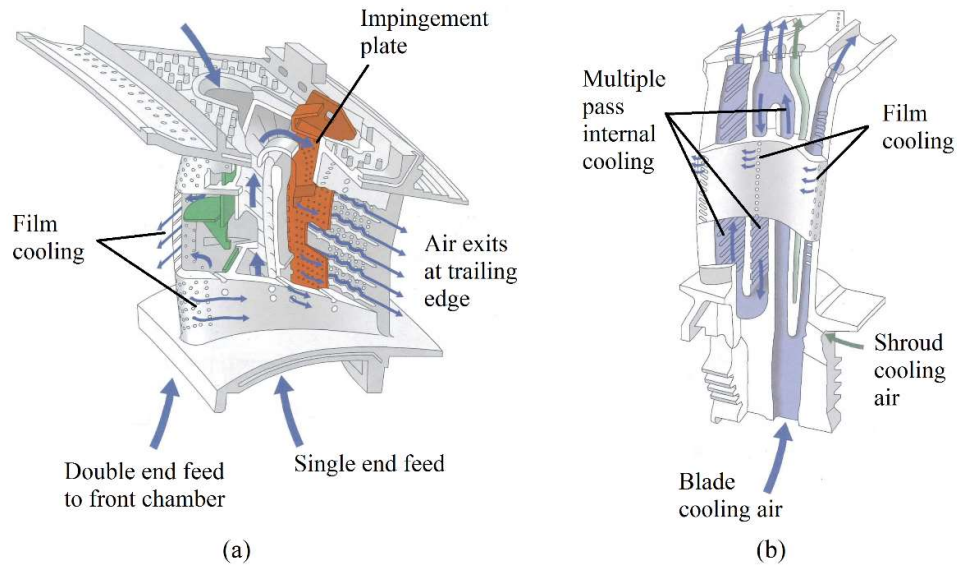 Impingement
plate
Film
cooling
Air exits
at trailing
edge
Double end feed
to front chamber
Single end feed
(a)
Multiple
pass
internal
cooling
Film
cooling
Shroud
cooling
air
Blade
cooling air
(b)